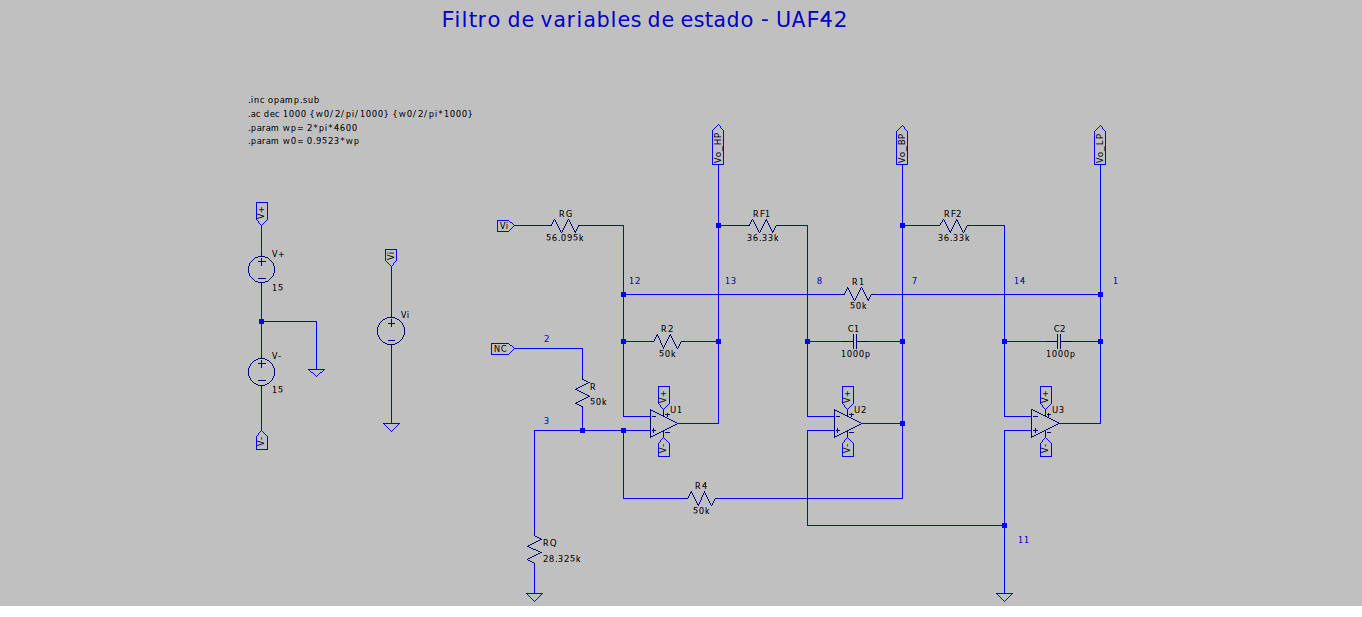 Filtro de variables de estado - UAF42
.inc opamp.sub
.ac dec 1000 {w0/2/pi/1000} {w0/2/pi*1000}
.param wp= 2*pi*4600
.param w0= 0.9523*wp
Vo_HP
Vo_BP
Vo_LP
V+
V+
15
V-
15
V-
Vi
Vi
Vi
RG
56.095k
RF1
36.33k
RF2
36.33k
12
13
8
R1
50k
7
14
1
R2
50k
C1
1000p
C2
1000p
NC
2
R
50k
3
V+
U1
V-
V+
U2
V-
V+
U3
V-
R4
50k
RQ
28.325k
11